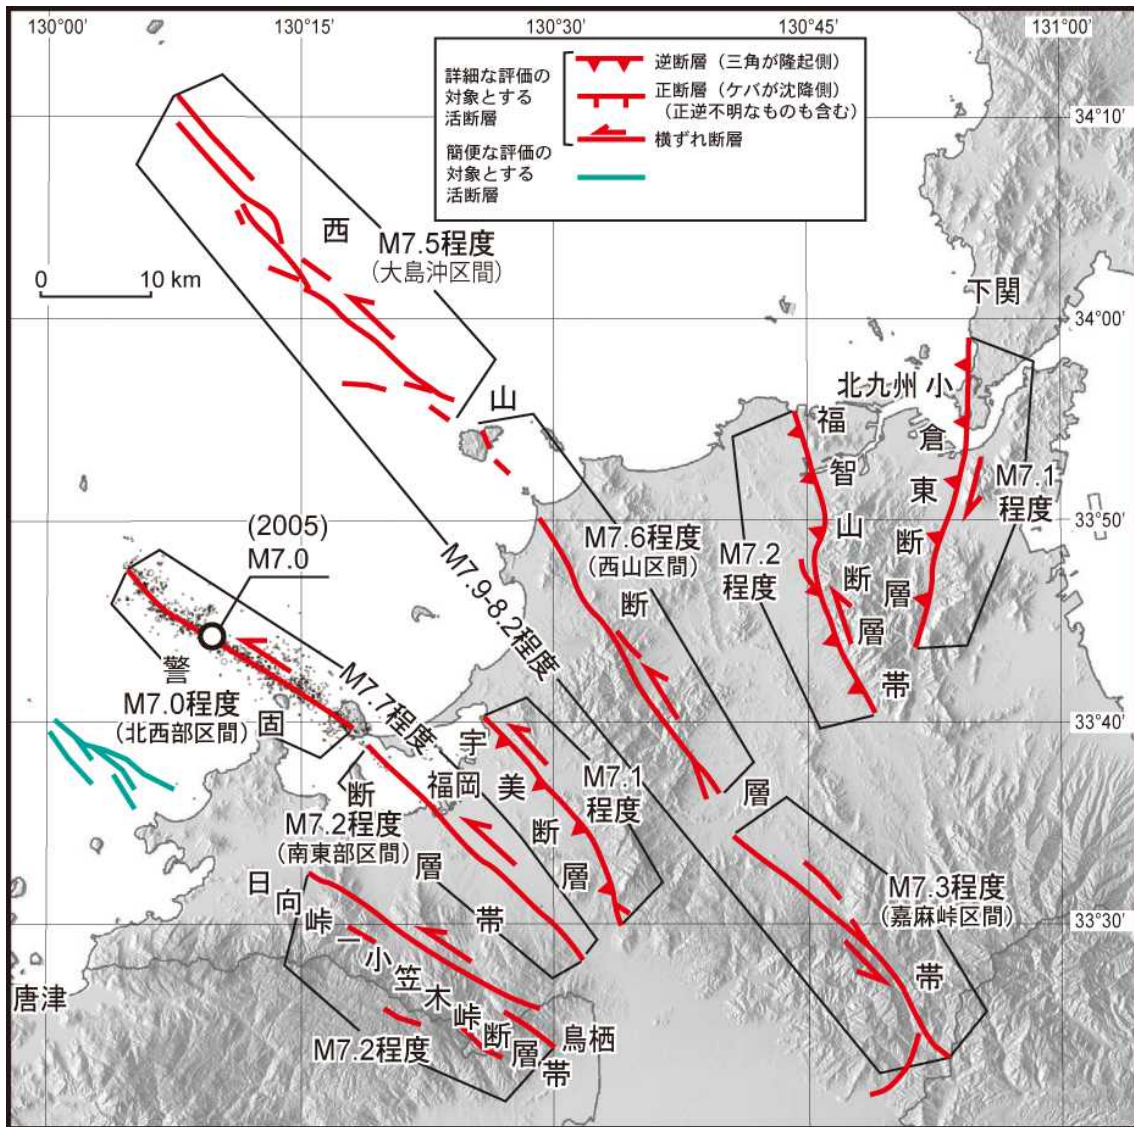 130°00'
130°15'
130°30'
130°45'
131°00'
詳細な評価の
対象とする
活断層
逆断層（三角が隆起側）
正断層（ケバが沈降側）
（正逆不明なものも含む）
横ずれ断層
簡便な評価の
対象とする
活断層
34°10'
34°00'
33°50'
33°40'
33°30'
0
10 km
西
山
断
層
帯
M7.5程度
（大島沖区間）
M7.6程度
（西山区間）
M7.9-8.2程度
M7.3程度
（嘉麻峠区間）
下関
北九州
小
倉
東
断
層
M7.1
程度
福
智
山
断
層
帯
M7.2
程度
(2005)
M7.0
警
固
断
層
帯
M7.0程度
（北西部区間）
M7.7程度
M7.2程度
（南東部区間）
福岡
宇
美
断
層
M7.1
程度
日
向
峠
ー
小
笠
木
峠
断
層
帯
M7.2程度
唐津
鳥栖